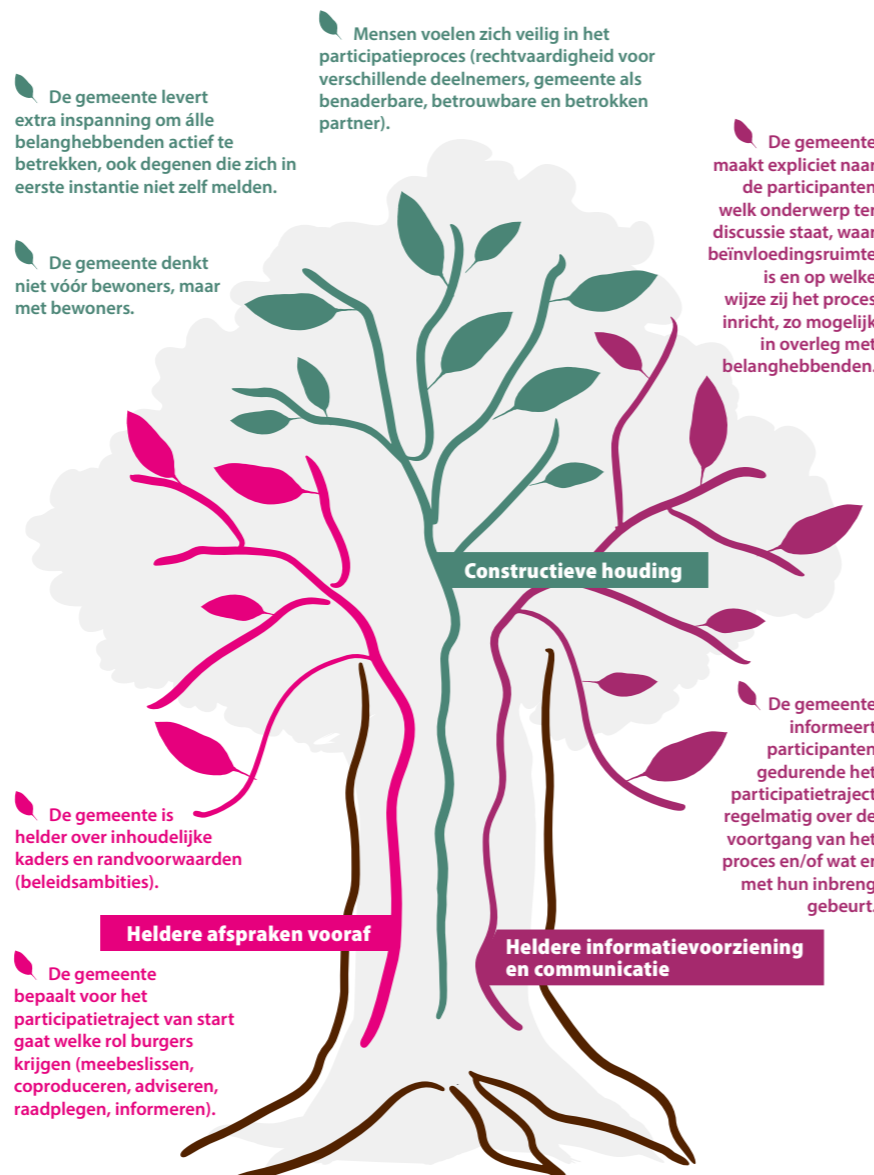 Mensen voelen zich veilig in het
participatieproces (rechtvaardigheid voor
verschillende deelnemers, gemeente als
benaderbare, betrouwbare en betrokken
partner).
De gemeente levert
extra inspanning om álle
belanghebbenden actief te
betrekken, ook degenen die zich in
eerste instantie niet zelf melden.
De gemeente denkt
niet vóór bewoners, maar
met bewoners.
De gemeente
maakt expliciet naar
de participanten
welk onderwerp ter
discussie staat, waar
beïnvloedingsruimte
is en op welke
wijze zij het proces
inricht, zo mogelijk
in overleg met
belanghebbenden.
Constructieve houding
De gemeente
informeert
participanten
gedurende het
participatietraject
regelmatig over de
voortgang van het
proces en/of wat er
met hun inbreng
gebeurt.
De gemeente is
helder over inhoudelijke
kaders en randvoorwaarden
(beleidsambities).
Heldere afspraken vooraf
Heldere informatievoorziening
en communicatie
De gemeente
bepaalt voor het
participatietraject van start
gaat welke rol burgers
krijgen (meebeslissen,
coproduceren, adviseren,
raadplegen, informeren).